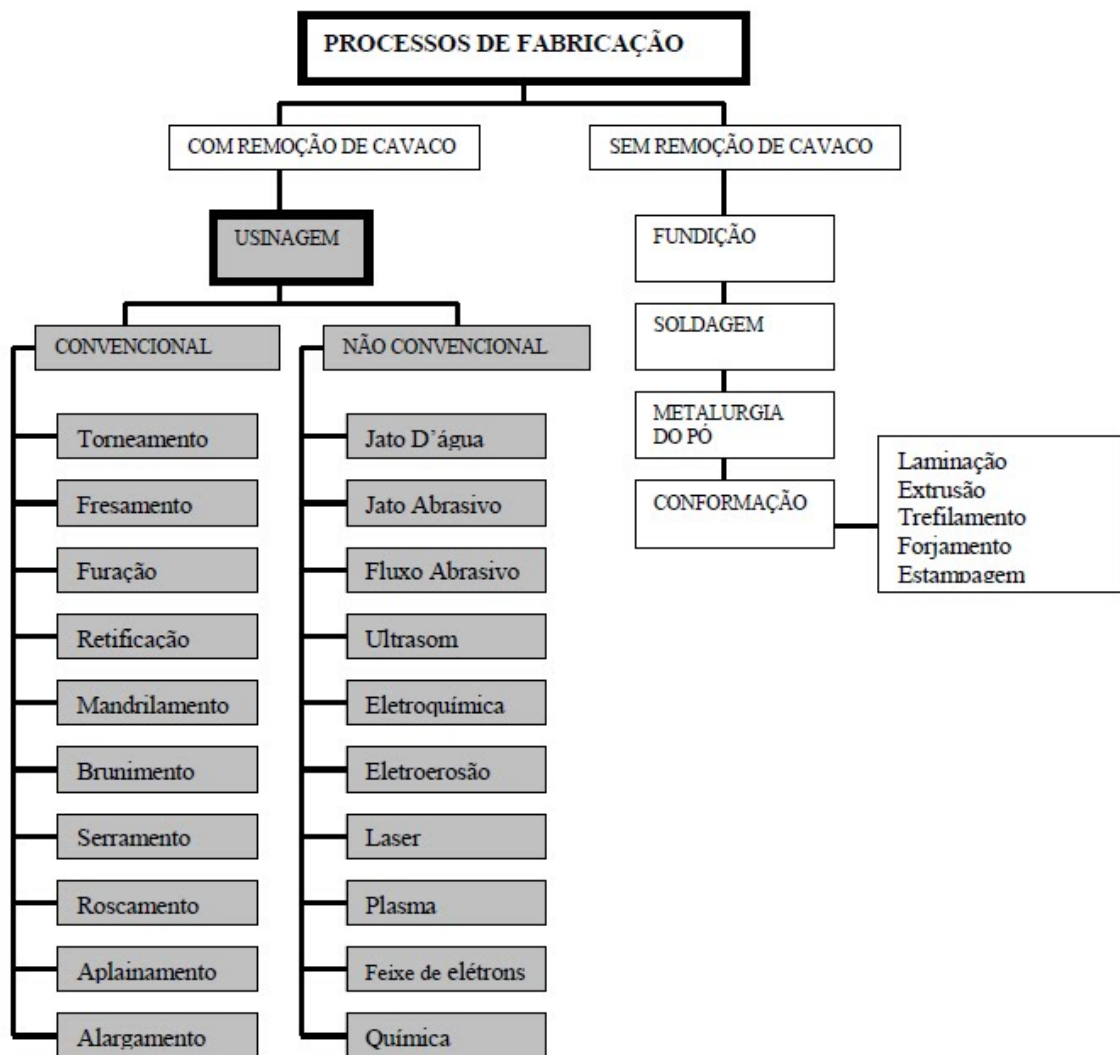 PROCESSOS DE FABRICAÇÃO
COM REMOÇÃO DE CAVACO
SEM REMOÇÃO DE CAVACO
USINAGEM
FUNDIÇÃO
SOLDAGEM
METALURGIA
DO PÓ
CONFORMAÇÃO
Laminação
Extrusão
Trefilamento
Forjamento
Estampagem
CONVENCIONAL
Torneamento
Fresamento
Furação
Retificação
Mandrilamento
Brunimento
Serramento
Roscamento
Aplainamento
Alargamento
NÃO CONVENCIONAL
Jato D’água
Jato Abrasivo
Fluxo Abrasivo
Ultrasom
Eletroquímica
Eletroerosão
Laser
Plasma
Feixe de elétrons
Química